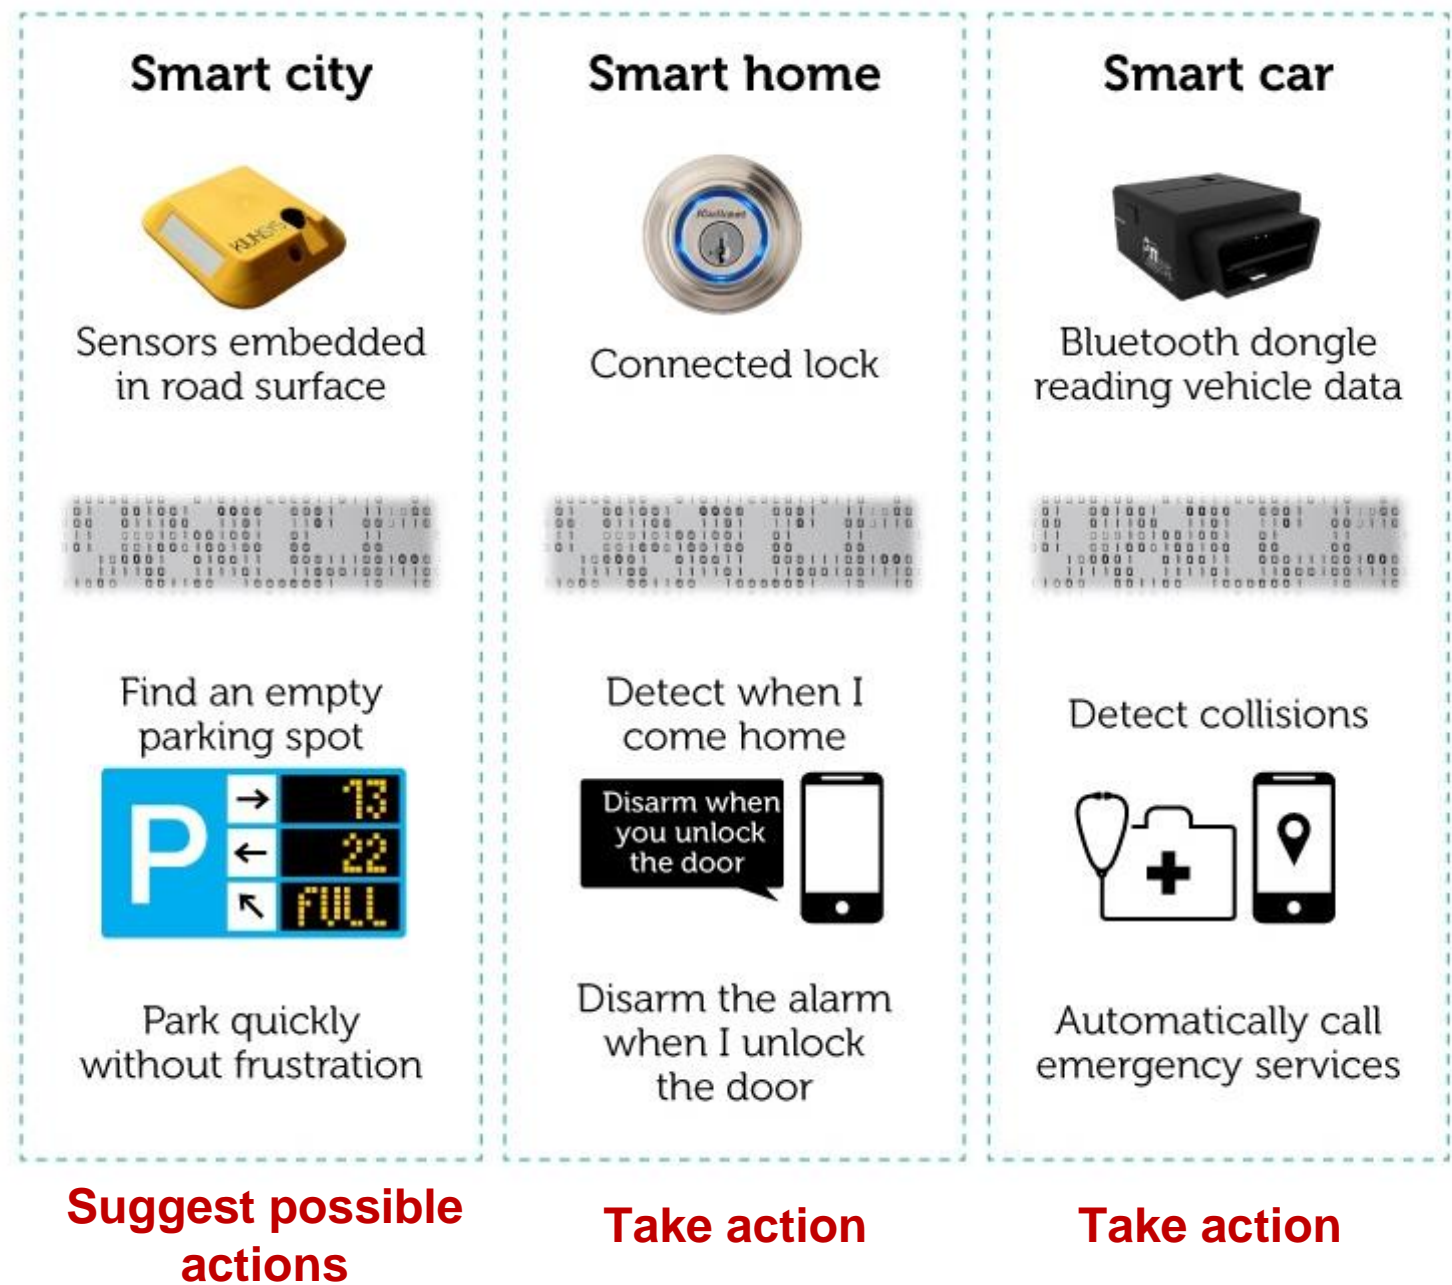 Smart city
Sensors embedded
in road surface
Find an empty
parking spot
P
→ 13
← 22
↖ FULL
Park quickly
without frustration
Suggest possible
actions
Smart home
Kwikset
Connected lock
Detect when I
come home
Disarm when
you unlock
the door
Disarm the alarm
when I unlock
the door
Take action
Smart car
Bluetooth dongle
reading vehicle data
Detect collisions
Automatically call
emergency services
Take action